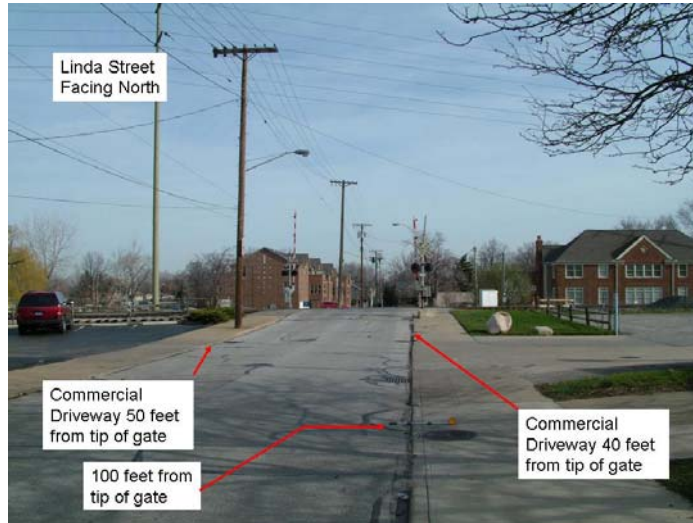 Linda Street
Facing North
Commercial
Driveway 50 feet
from tip of gate
100 feet from
tip of gate
Commercial
Driveway 40 feet
from tip of gate